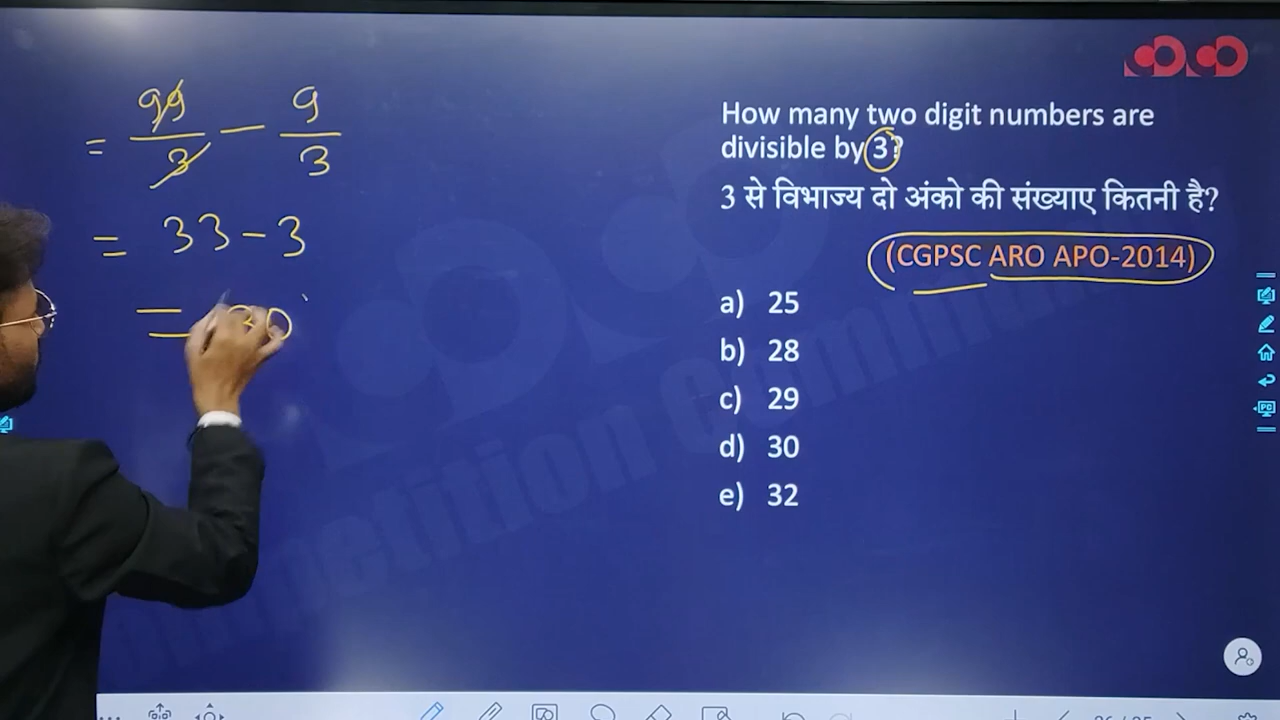 = 99/3 - 9/3
= 33 - 3
= 30
How many two digit numbers are
divisible by 3?
3 से विभाज्य दो अंको की संख्याए कितनी है?
(CGPSC ARO APO-2014)
a) 25
b) 28
c) 29
d) 30
e) 32